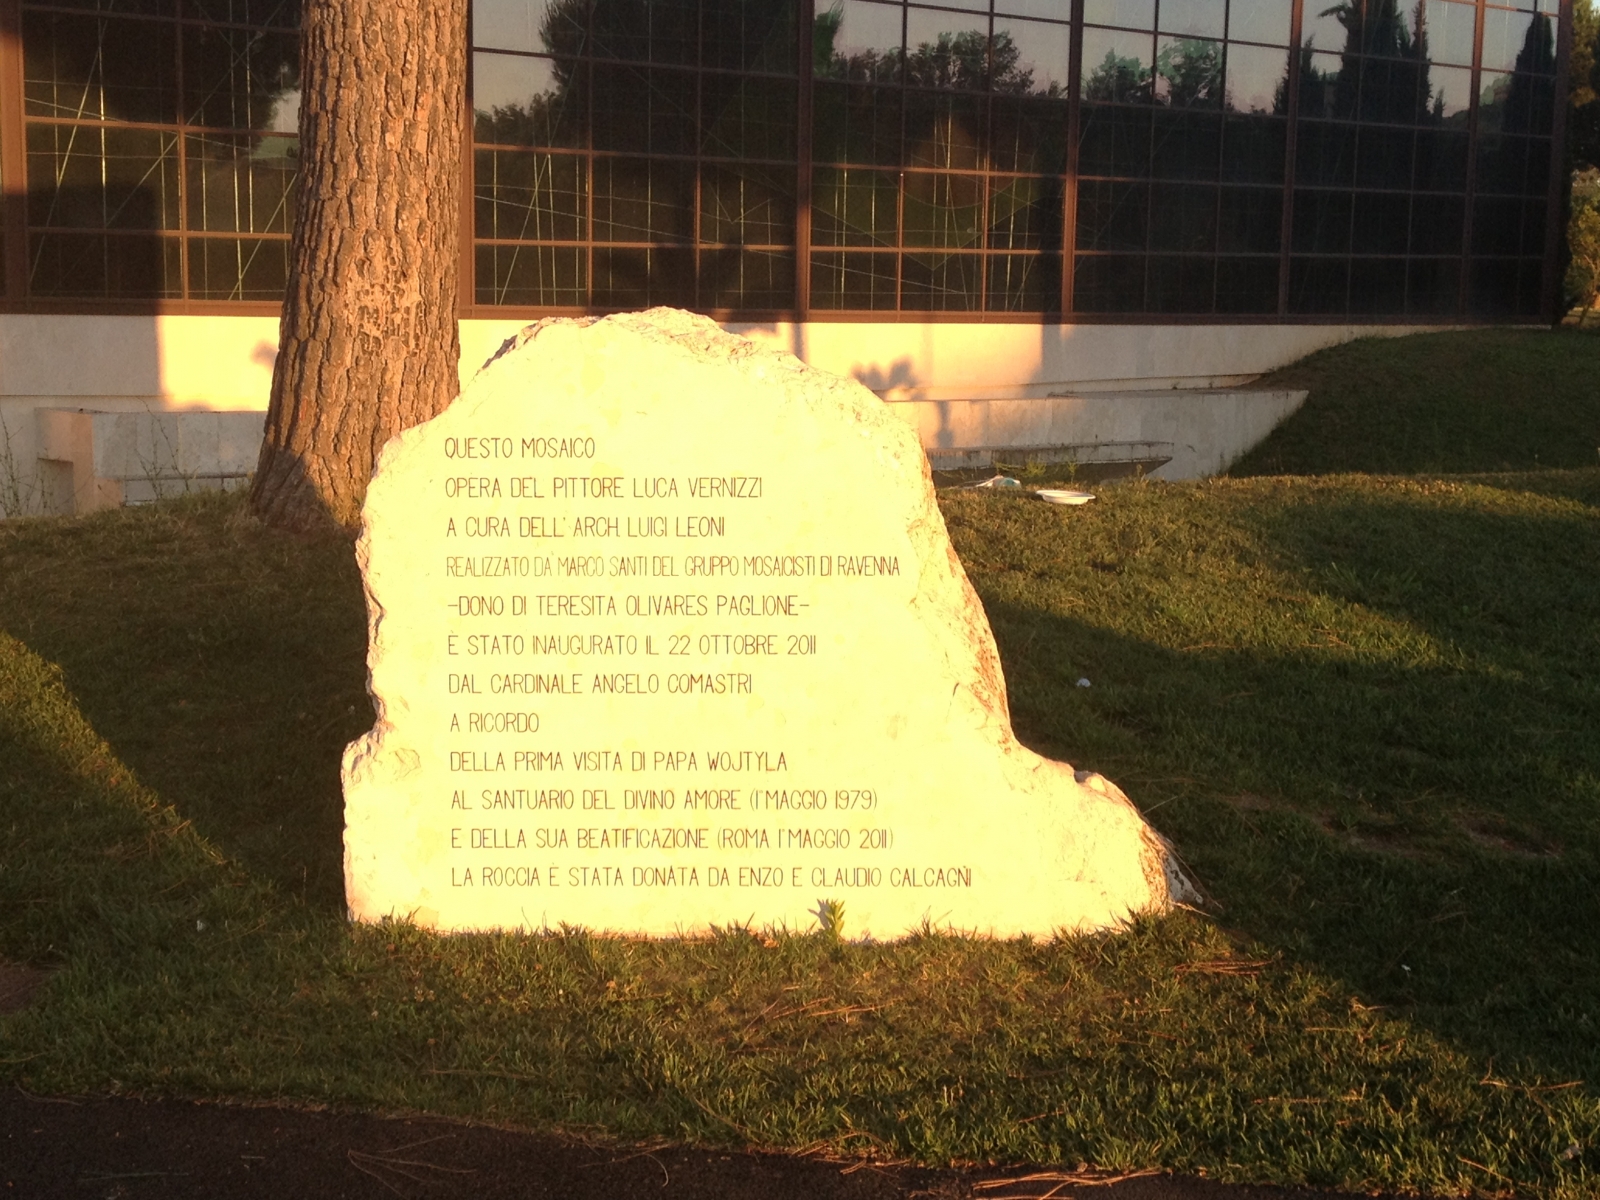 QUESTO MOSAICO
OPERA DEL PITTORE LUCA VERNIZZI
A CURA DELL' ARCH. LUIGI LEONI
REALIZZATO DA MARCO SANTI DEL GRUPPO MOSAICISTI DI RAVENNA
-DONO DI TERESITA OLIVARES PAGLIONE-
È STATO INAUGURATO IL 22 OTTOBRE 2011
DAL CARDINALE ANGELO COMASTRI
A RICORDO
DELLA PRIMA VISITA DI PAPA WOJTYLA
AL SANTUARIO DEL DIVINO AMORE (1° MAGGIO 1979)
E DELLA SUA BEATIFICAZIONE (ROMA 1° MAGGIO 2011)
LA ROCCIA È STATA DONATA DA ENZO E CLAUDIO CALCAGNI